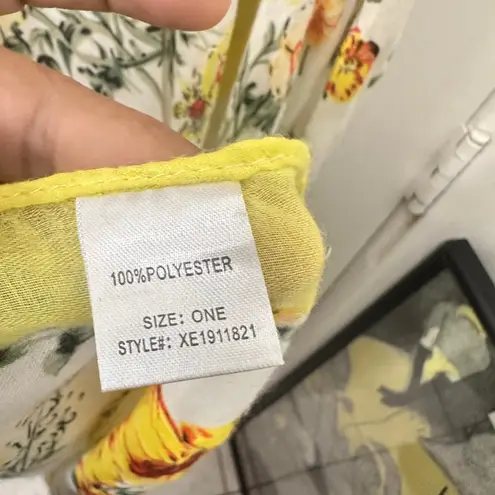 100%POLYESTER
SIZE: ONE
STYLE#: XE1911821